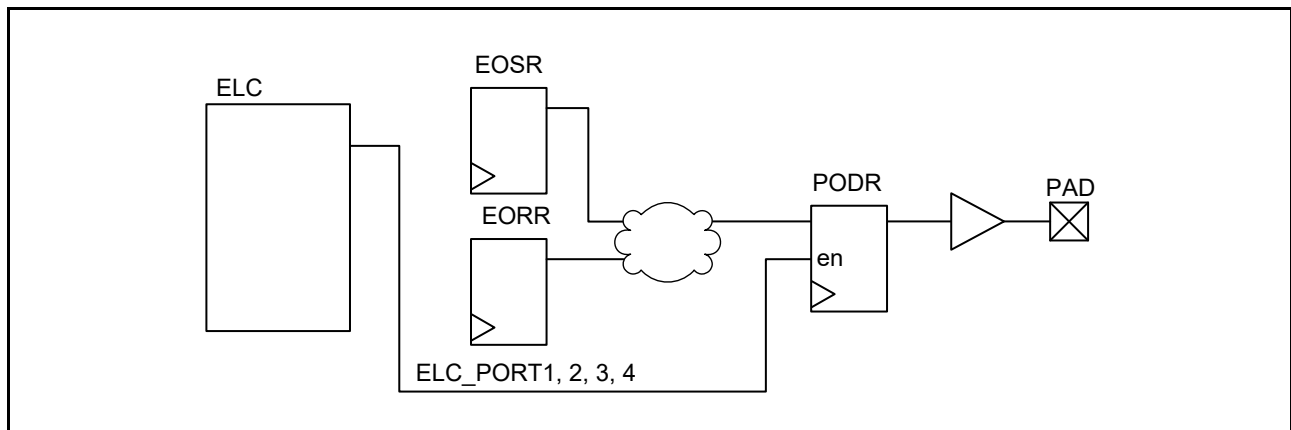 ELC
EOSR
EORR
PODR
en
PAD
ELC_PORT1, 2, 3, 4